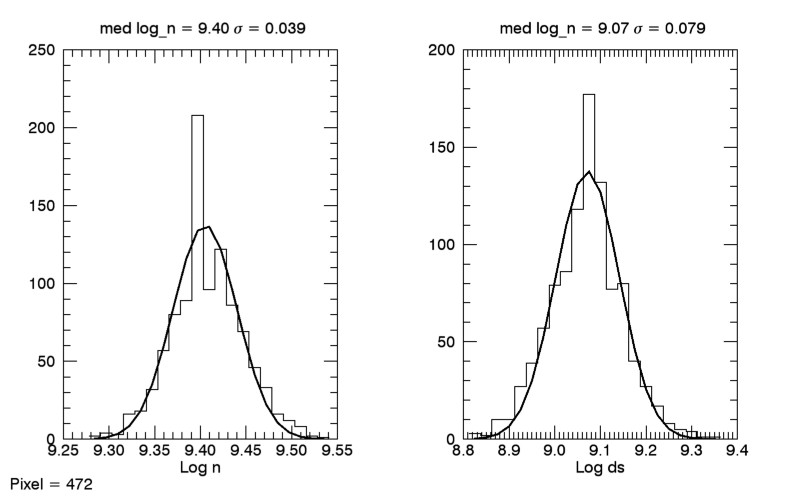 med log_n = 9.40 σ = 0.039
250
200
150
100
50
0
9.25 9.30 9.35 9.40 9.45 9.50 9.55
Log n
med log_n = 9.07 σ = 0.079
200
150
100
50
0
8.8 8.9 9.0 9.1 9.2 9.3 9.4
Log ds
Pixel = 472